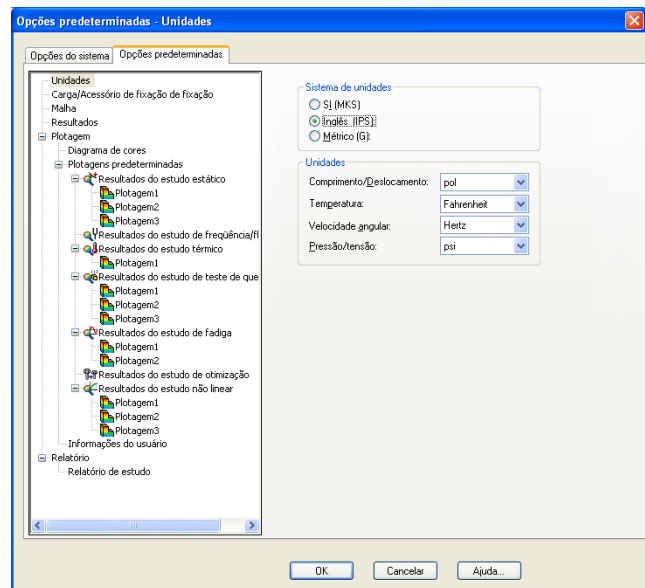 Opções predeterminadas - Unidades
Opções do sistema
Opções predeterminadas
Unidades
Carga/Acessório de fixação de fixação
Malha
Resultados
Plotagem
Diagrama de cores
Plotagens predeterminadas
Resultados do estudo estático
Plotagem1
Plotagem2
Plotagem3
Resultados do estudo de freqüência/fl
Resultados do estudo térmico
Plotagem1
Resultados do estudo de teste de que
Plotagem1
Plotagem2
Plotagem3
Resultados do estudo de fadiga
Plotagem1
Plotagem2
Resultados do estudo de otimização
Resultados do estudo não linear
Plotagem1
Plotagem2
Plotagem3
Informações do usuário
Relatório
Relatório de estudo
Sistema de unidades
SI (MKS)
Inglês (IPS):
Métrico (G):
Unidades
Comprimento/Deslocamento: pol
Temperatura: Fahrenheit
Velocidade angular: Hertz
Pressão/tensão: psi
OK
Cancelar
Ajuda...